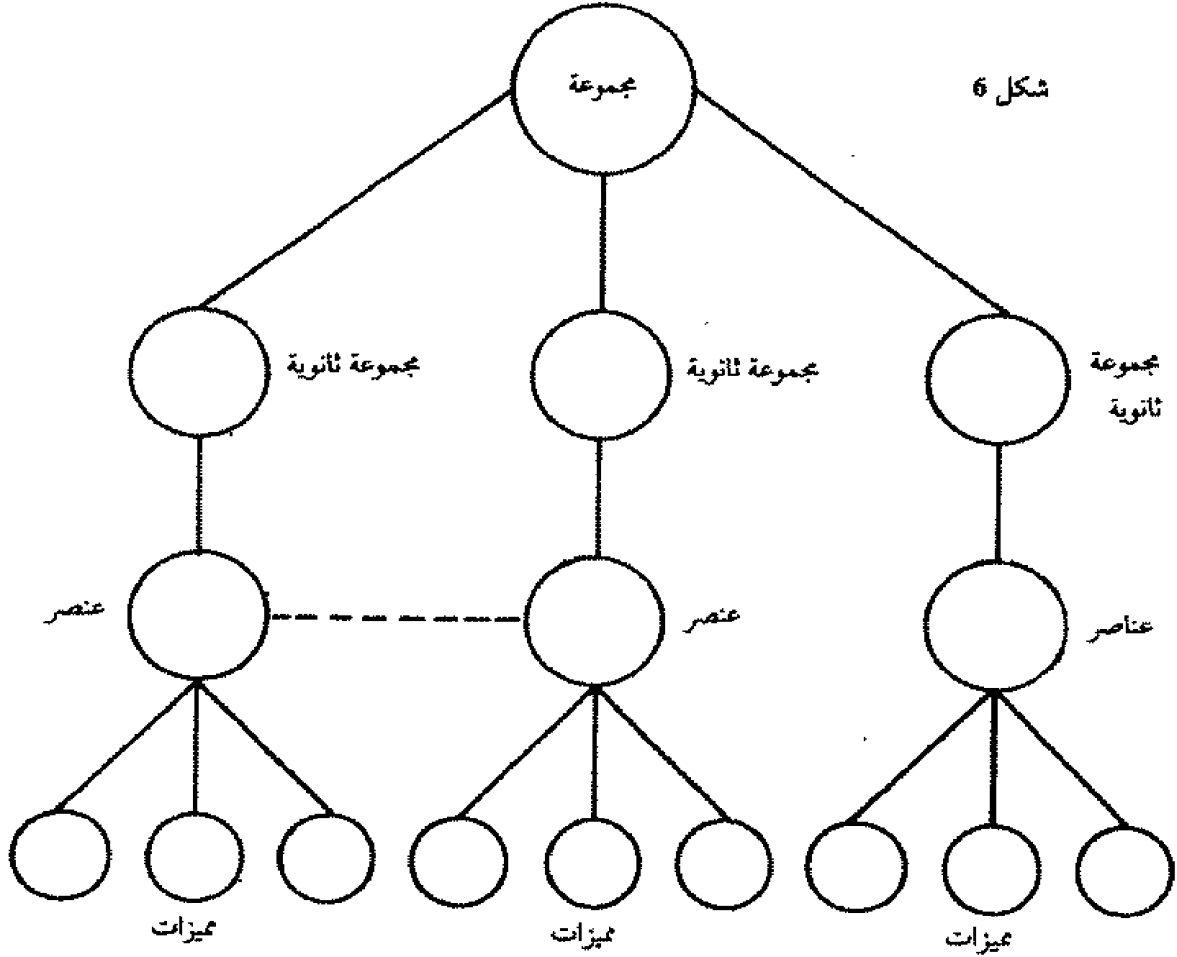 شكل 6
مجموعة
مجموعة ثانوية
مجموعة ثانوية
مجموعة
ثانوية
عناصر
عنصر
عنصر
مميزات
مميزات
مميزات